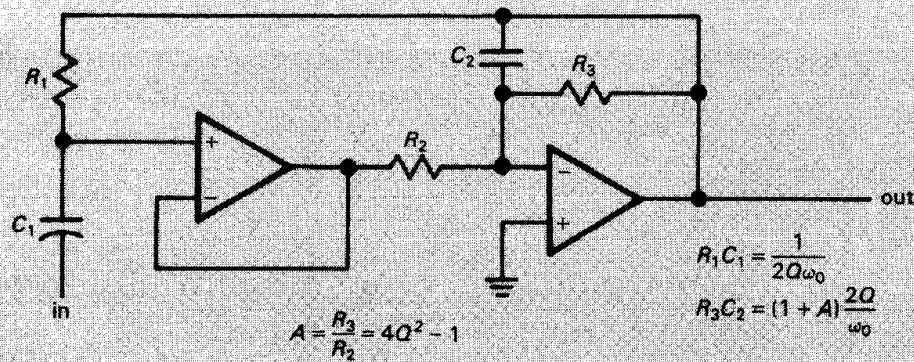 C₂
R₃
R₁
+
−
R₂
−
+
C₁
out
in
R₁C₁ = 1/(2Qω₀)
R₃C₂ = (1 + A) 2Q/ω₀
A = R₃/R₂ = 4Q² − 1